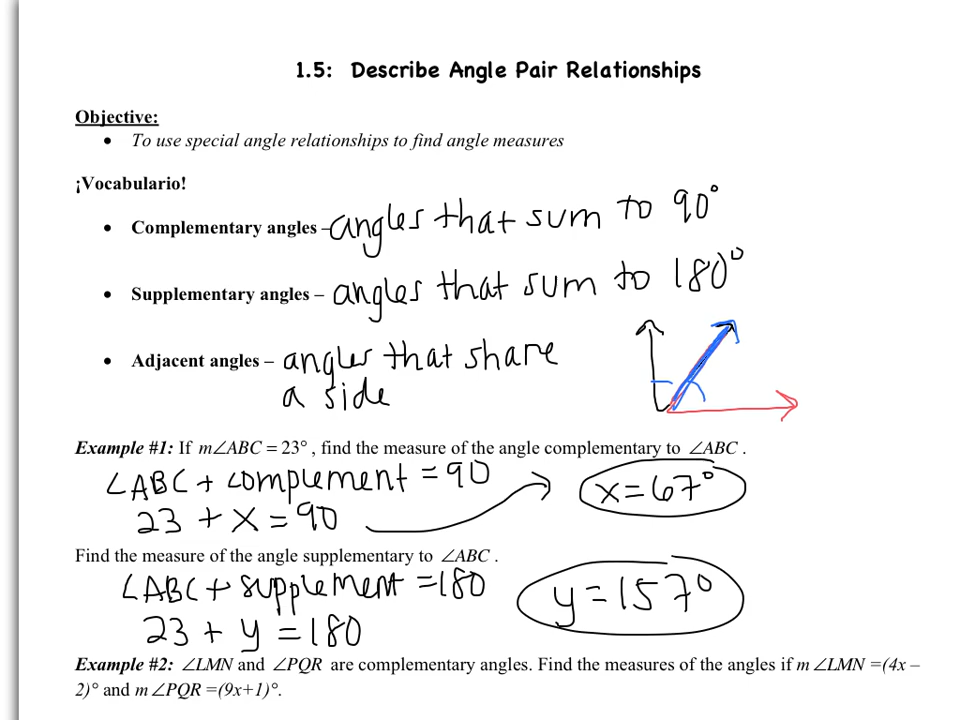 1.5: Describe Angle Pair Relationships
Objective:
• To use special angle relationships to find angle measures
¡Vocabulario!
• Complementary angles – angles that sum to 90°
• Supplementary angles – angles that sum to 180°
• Adjacent angles – angles that share
a side
Example #1: If m∠ABC = 23° , find the measure of the angle complementary to ∠ABC .
∠ABC + complement = 90
23 + x = 90
x = 67°
Find the measure of the angle supplementary to ∠ABC .
∠ABC + supplement = 180
23 + y = 180
y = 157°
Example #2: ∠LMN and ∠PQR are complementary angles. Find the measures of the angles if m ∠LMN =(4x –
2)° and m ∠PQR =(9x+1)°.